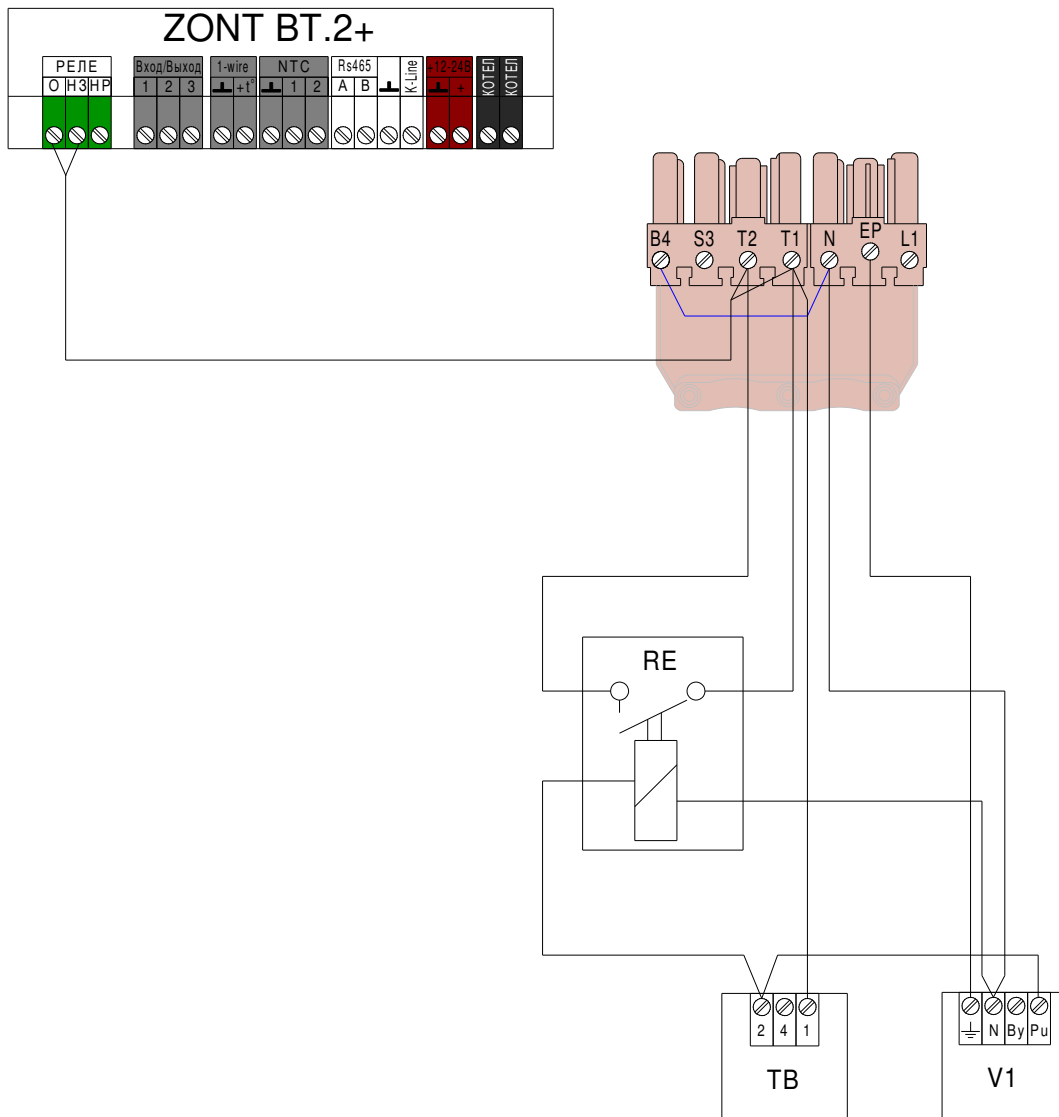 ZONT BT.2+
РЕЛЕ Вход/Выход 1-wire NTC Rs465 K-Line +12-24В КОТЕЛ КОТЕЛ
О НЗ НР 1 2 3 +t° 1 2 A B +
B4 S3 T2 T1 N EP L1
RE
2 4 1
N By Pu
TB
V1